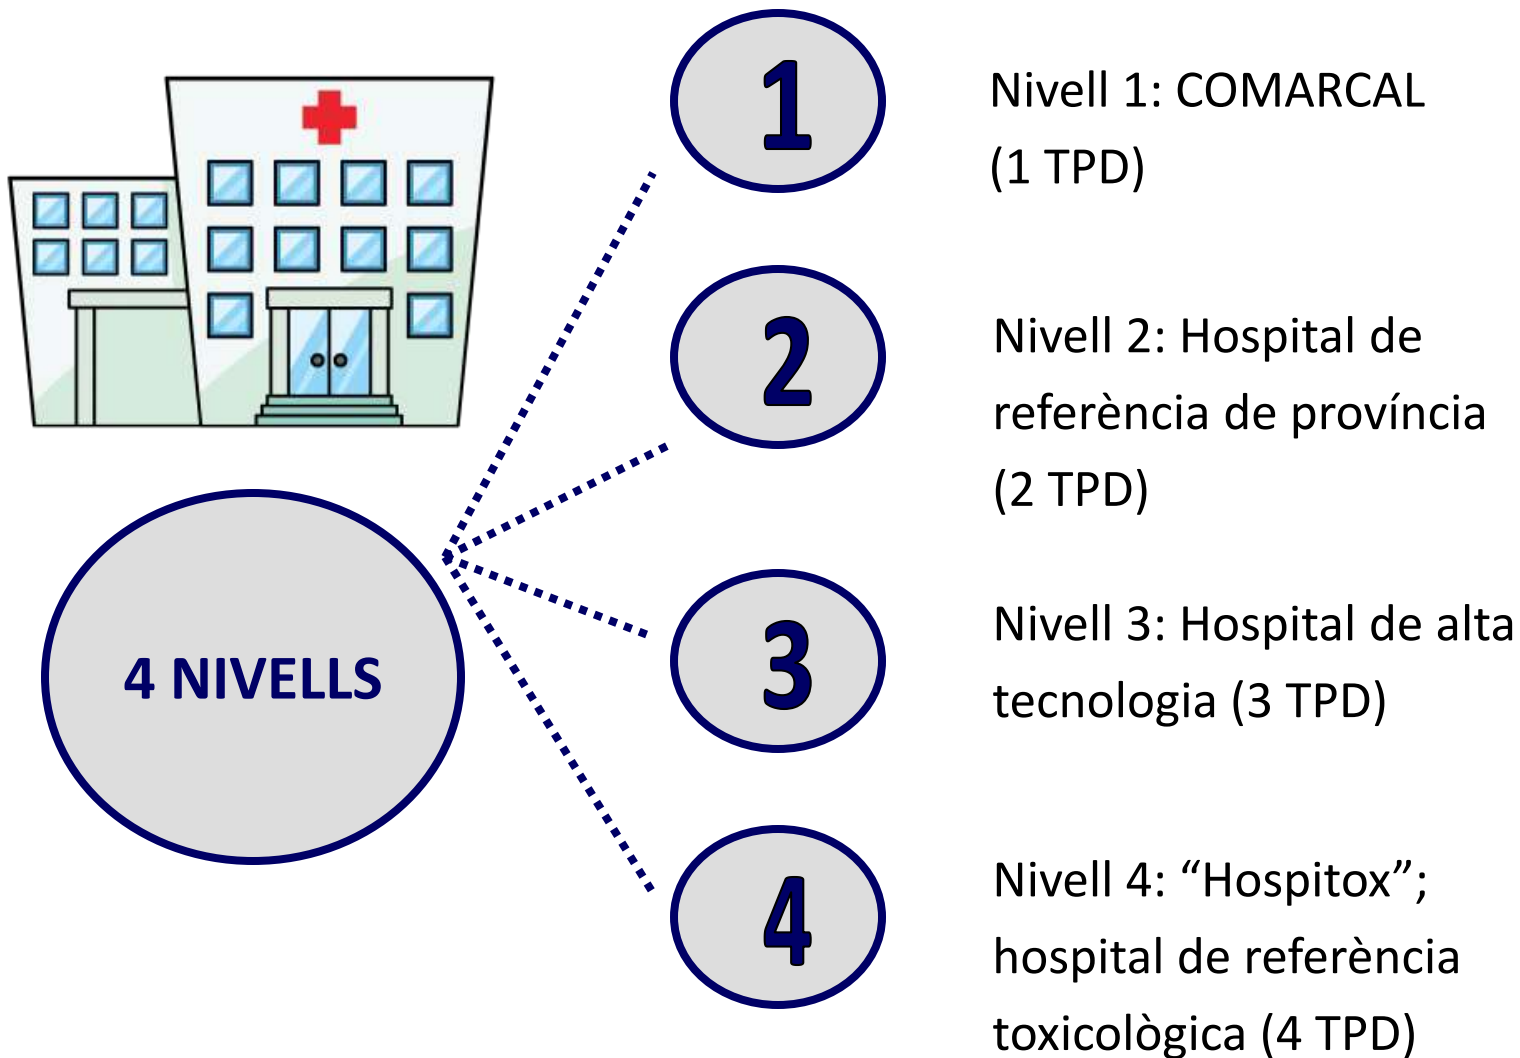 4 NIVELLS
1
Nivell 1: COMARCAL
(1 TPD)
2
Nivell 2: Hospital de
referència de província
(2 TPD)
3
Nivell 3: Hospital de alta
tecnologia (3 TPD)
4
Nivell 4: “Hospitox”;
hospital de referència
toxicològica (4 TPD)